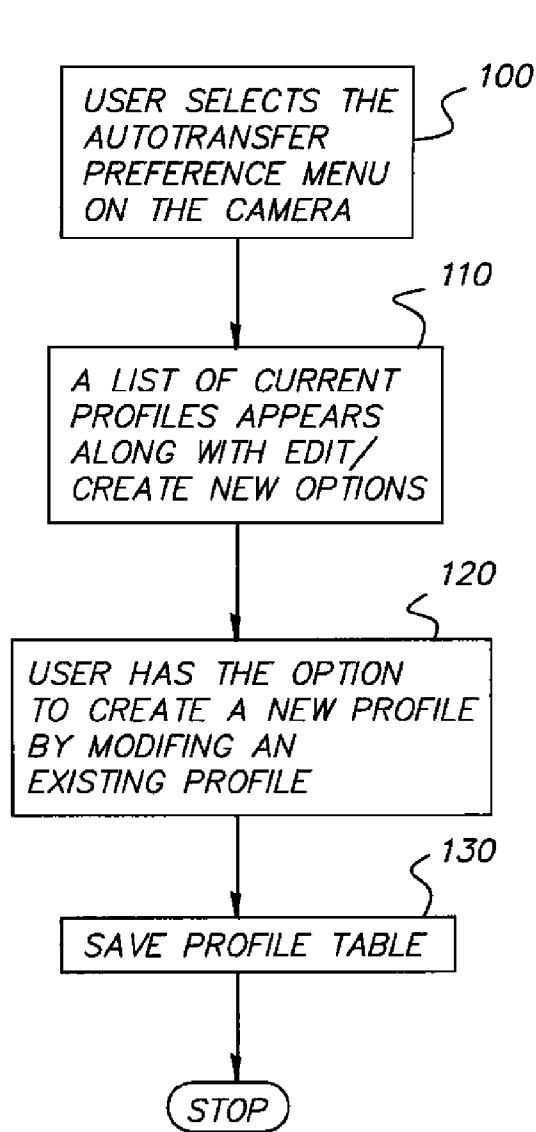 USER SELECTS THE
AUTOTRANSFER
PREFERENCE MENU
ON THE CAMERA
100
A LIST OF CURRENT
PROFILES APPEARS
ALONG WITH EDIT/
CREATE NEW OPTIONS
110
USER HAS THE OPTION
TO CREATE A NEW PROFILE
BY MODIFING AN
EXISTING PROFILE
120
SAVE PROFILE TABLE
130
STOP